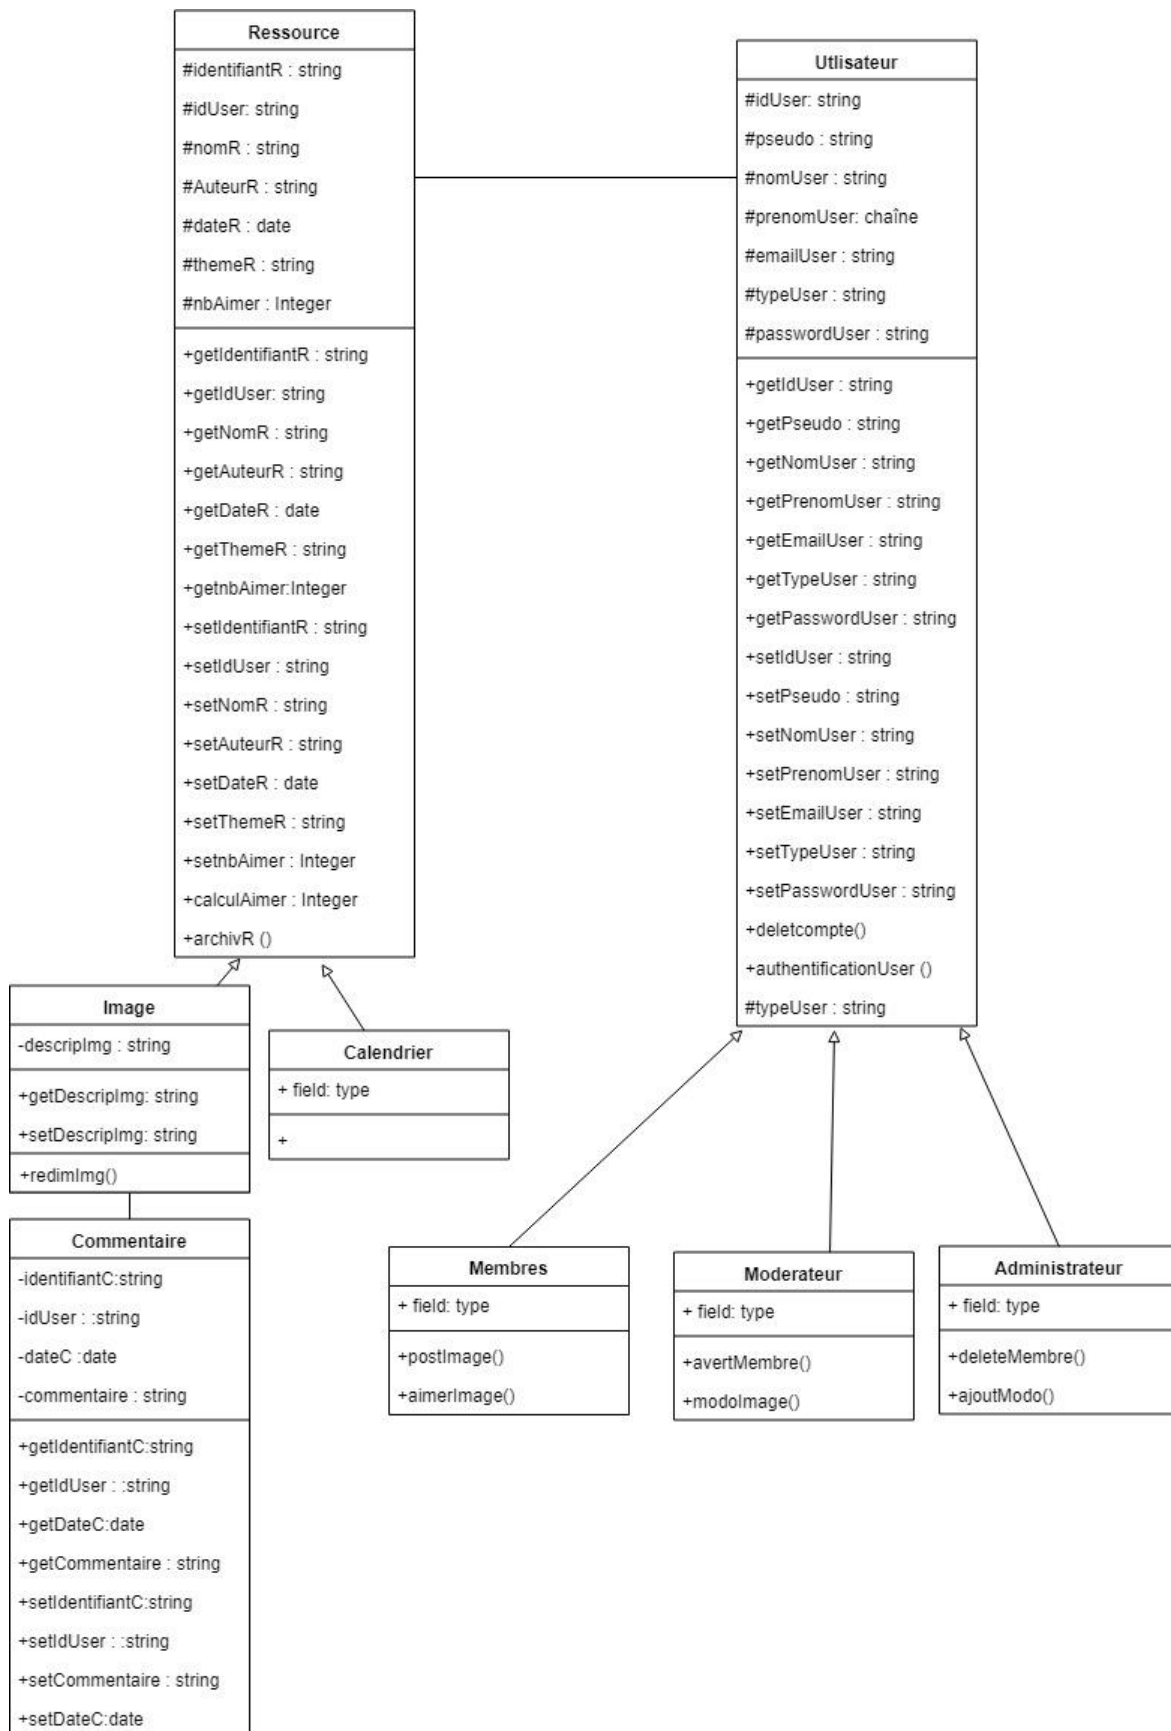 Ressource
#identifiantR : string
#idUser: string
#nomR : string
#AuteurR : string
#dateR : date
#themeR : string
#nbAimer : Integer
+getIdentifiantR : string
+getIdUser: string
+getNomR : string
+getAuteurR : string
+getDateR : date
+getThemeR : string
+getnbAimer:Integer
+setIdentifiantR : string
+setIdUser : string
+setNomR : string
+setAuteurR : string
+setDateR : date
+setThemeR : string
+setnbAimer : Integer
+calculAimer : Integer
+archivR ()
Utlisateur
#idUser: string
#pseudo : string
#nomUser : string
#prenomUser: chaîne
#emailUser : string
#typeUser : string
#passwordUser : string
+getIdUser : string
+getPseudo : string
+getNomUser : string
+getPrenomUser : string
+getEmailUser : string
+getTypeUser : string
+getPasswordUser : string
+setIdUser : string
+setPseudo : string
+setNomUser : string
+setPrenomUser : string
+setEmailUser : string
+setTypeUser : string
+setPasswordUser : string
+deletcompte()
+authentificationUser ()
#typeUser : string
Image
-descripImg : string
+getDescripImg: string
+setDescripImg: string
+redimImg()
Calendrier
+ field: type
+
Commentaire
-identifiantC:string
-idUser : :string
-dateC :date
-commentaire : string
+getIdentifiantC:string
+getIdUser : :string
+getDateC:date
+getCommentaire : string
+setIdentifiantC:string
+setIdUser : :string
+setCommentaire : string
+setDateC:date
Membres
+ field: type
+postImage()
+aimerImage()
Moderateur
+ field: type
+avertMembre()
+modoImage()
Administrateur
+ field: type
+deleteMembre()
+ajoutModo()